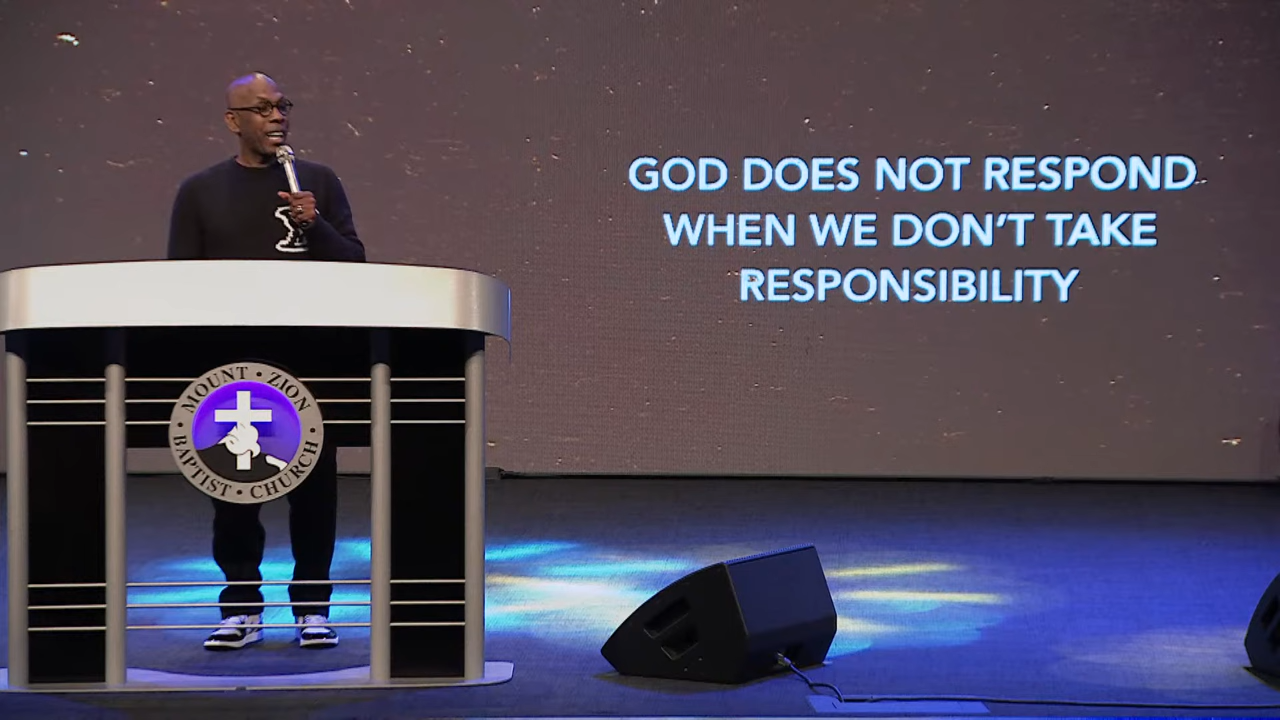 GOD DOES NOT RESPOND
WHEN WE DON'T TAKE
RESPONSIBILITY
MOUNT • ZION
BAPTIST • CHURCH